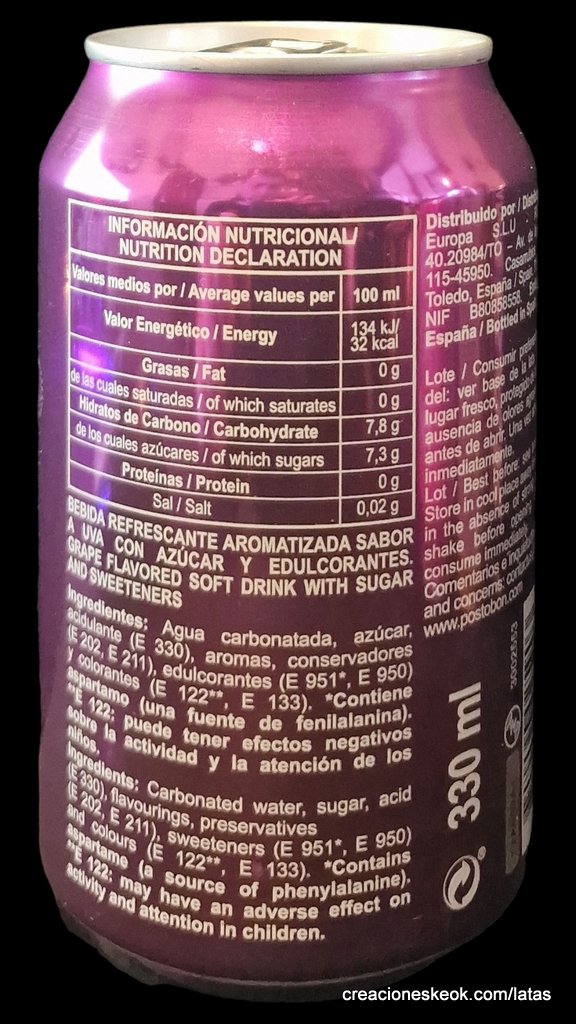 INFORMACIÓN NUTRICIONAL/
NUTRITION DECLARATION
Valores medios por / Average values per 100 ml
Valor Energético / Energy 134 kJ/ 32 kcal
Grasas / Fat 0 g
de las cuales saturadas / of which saturates 0 g
Hidratos de Carbono / Carbohydrate 7,8 g
de los cuales azúcares / of which sugars 7,3 g
Proteínas / Protein 0 g
Sal / Salt 0,02 g
BEBIDA REFRESCANTE AROMATIZADA SABOR
A UVA CON AZÚCAR Y EDULCORANTES.
GRAPE FLAVORED SOFT DRINK WITH SUGAR
AND SWEETENERS
Ingredientes: Agua carbonatada, azúcar,
acidulante (E 330), aromas, conservadores
(E 202, E 211), edulcorantes (E 951*, E 950)
y colorantes (E 122**, E 133). *Contiene
aspartamo (una fuente de fenilalanina).
**E 122: puede tener efectos negativos
sobre la actividad y la atención de los
niños.
Ingredients: Carbonated water, sugar, acid
(E 330), flavourings, preservatives
(E 202, E 211), sweeteners (E 951*, E 950)
and colours (E 122**, E 133). *Contains
aspartame (a source of phenylalanine).
**E 122: may have an adverse effect on
activity and attention in children.
Distribuido por /
Europa S.L.U
40.20984/TO – Av. de
115-45950.
Toledo, España /
NIF B80858558.
España / Bottled in
Lote / Consumir
del: ver base de la
lugar fresco,
ausencia de olores
antes de abrir. Una
inmediatamente.
Lot / Best before: see
Store in cool place
in the absence of
shake before
consume
Comentarios e
and concerns:
www.postobon.com
330 ml
3002553
creacioneskeok.com/latas